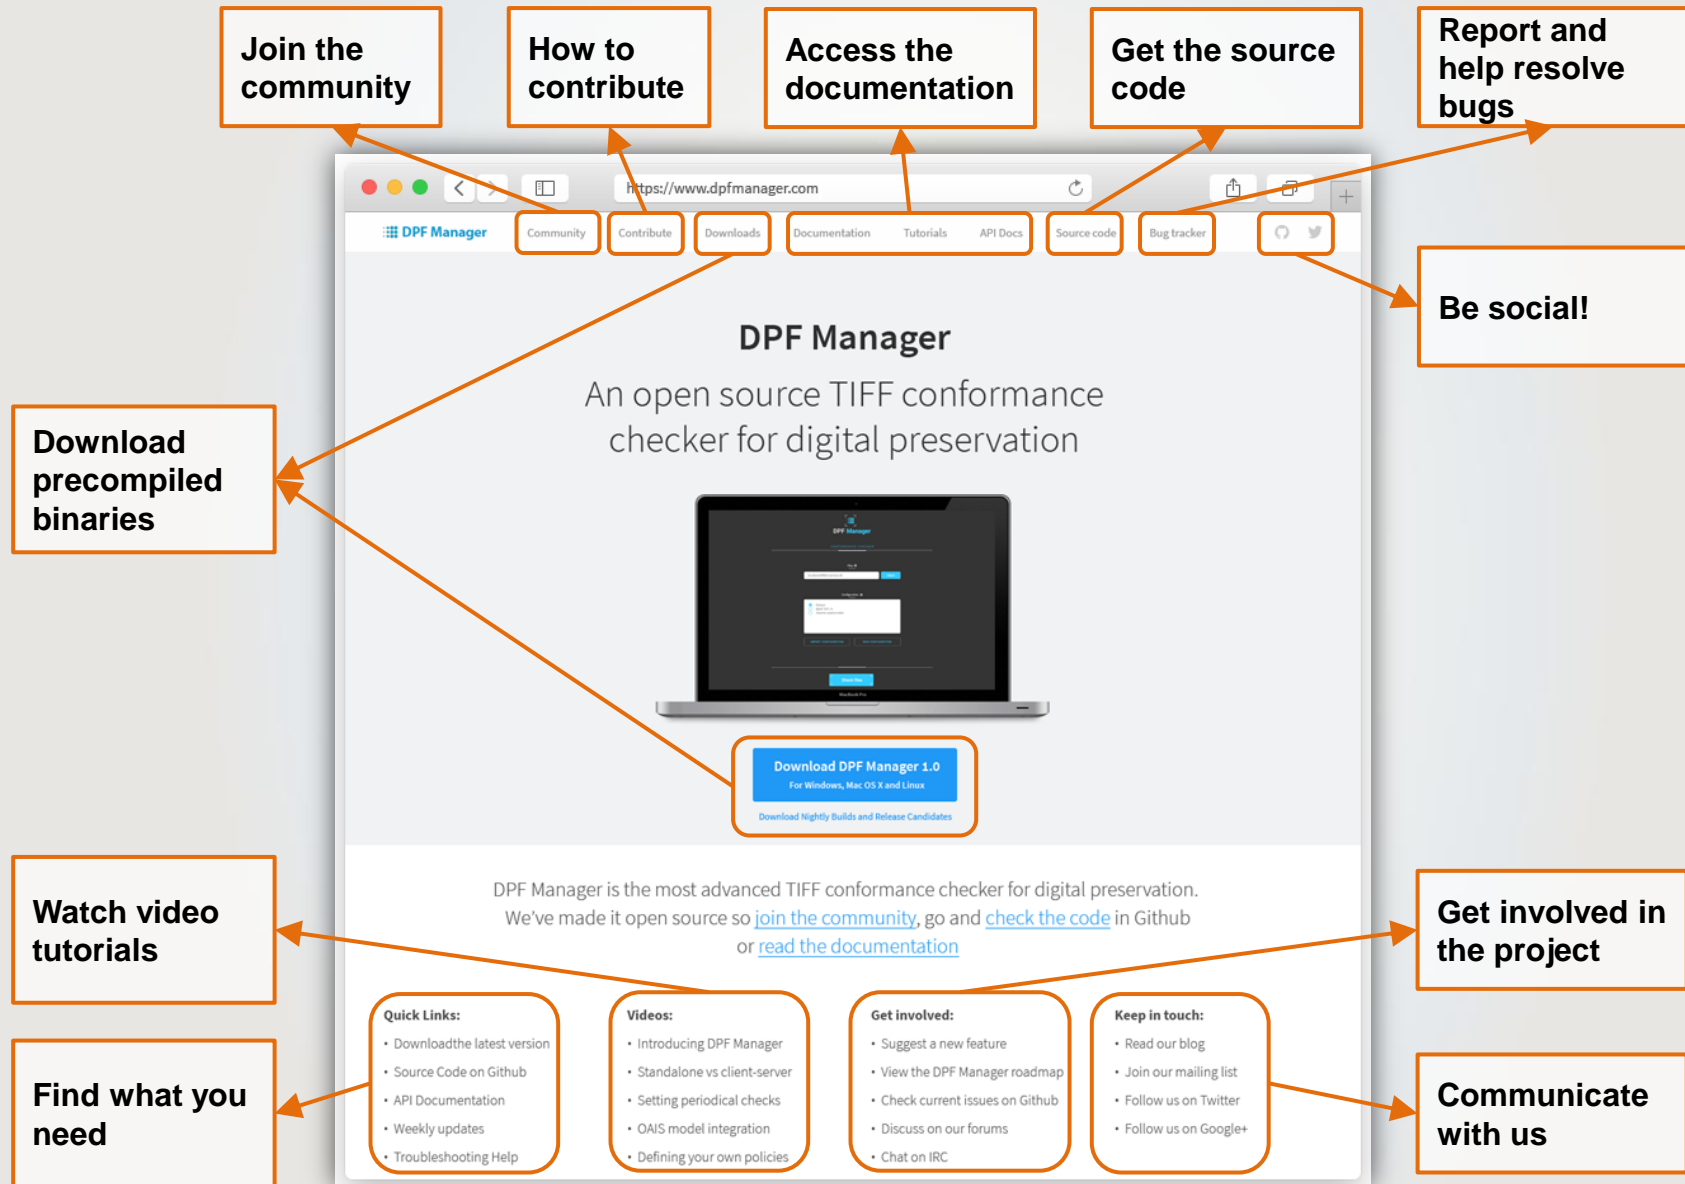 Join the
community
How to
contribute
Access the
documentation
Get the source
code
Report and
help resolve
bugs
https://www.dpfmanager.com
DPF Manager
Community
Contribute
Downloads
Documentation
Tutorials
API Docs
Source code
Bug tracker
Be social!
DPF Manager
An open source TIFF conformance
checker for digital preservation
Download
precompiled
binaries
DPF Manager
MacBook Pro
Download DPF Manager 1.0
For Windows, Mac OS X and Linux
Download Nightly Builds and Release Candidates
DPF Manager is the most advanced TIFF conformance checker for digital preservation.
We've made it open source so join the community, go and check the code in Github
or read the documentation
Watch video
tutorials
Get involved in
the project
Quick Links:
• Downloadthe latest version
• Source Code on Github
• API Documentation
• Weekly updates
• Troubleshooting Help
Videos:
• Introducing DPF Manager
• Standalone vs client-server
• Setting periodical checks
• OAIS model integration
• Defining your own policies
Get involved:
• Suggest a new feature
• View the DPF Manager roadmap
• Check current issues on Github
• Discuss on our forums
• Chat on IRC
Keep in touch:
• Read our blog
• Join our mailing list
• Follow us on Twitter
• Follow us on Google+
Find what you
need
Communicate
with us